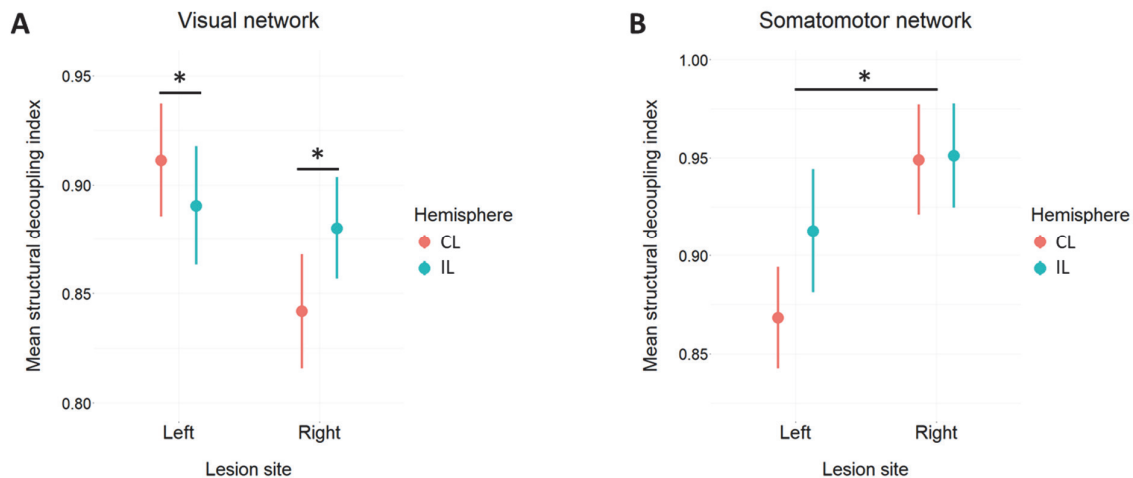 A
Visual network
Mean structural decoupling index
0.95
0.90
0.85
0.80
*
*
Left
Right
Lesion site
Hemisphere
CL
IL
B
Somatomotor network
Mean structural decoupling index
1.00
0.95
0.90
0.85
*
Left
Right
Lesion site
Hemisphere
CL
IL